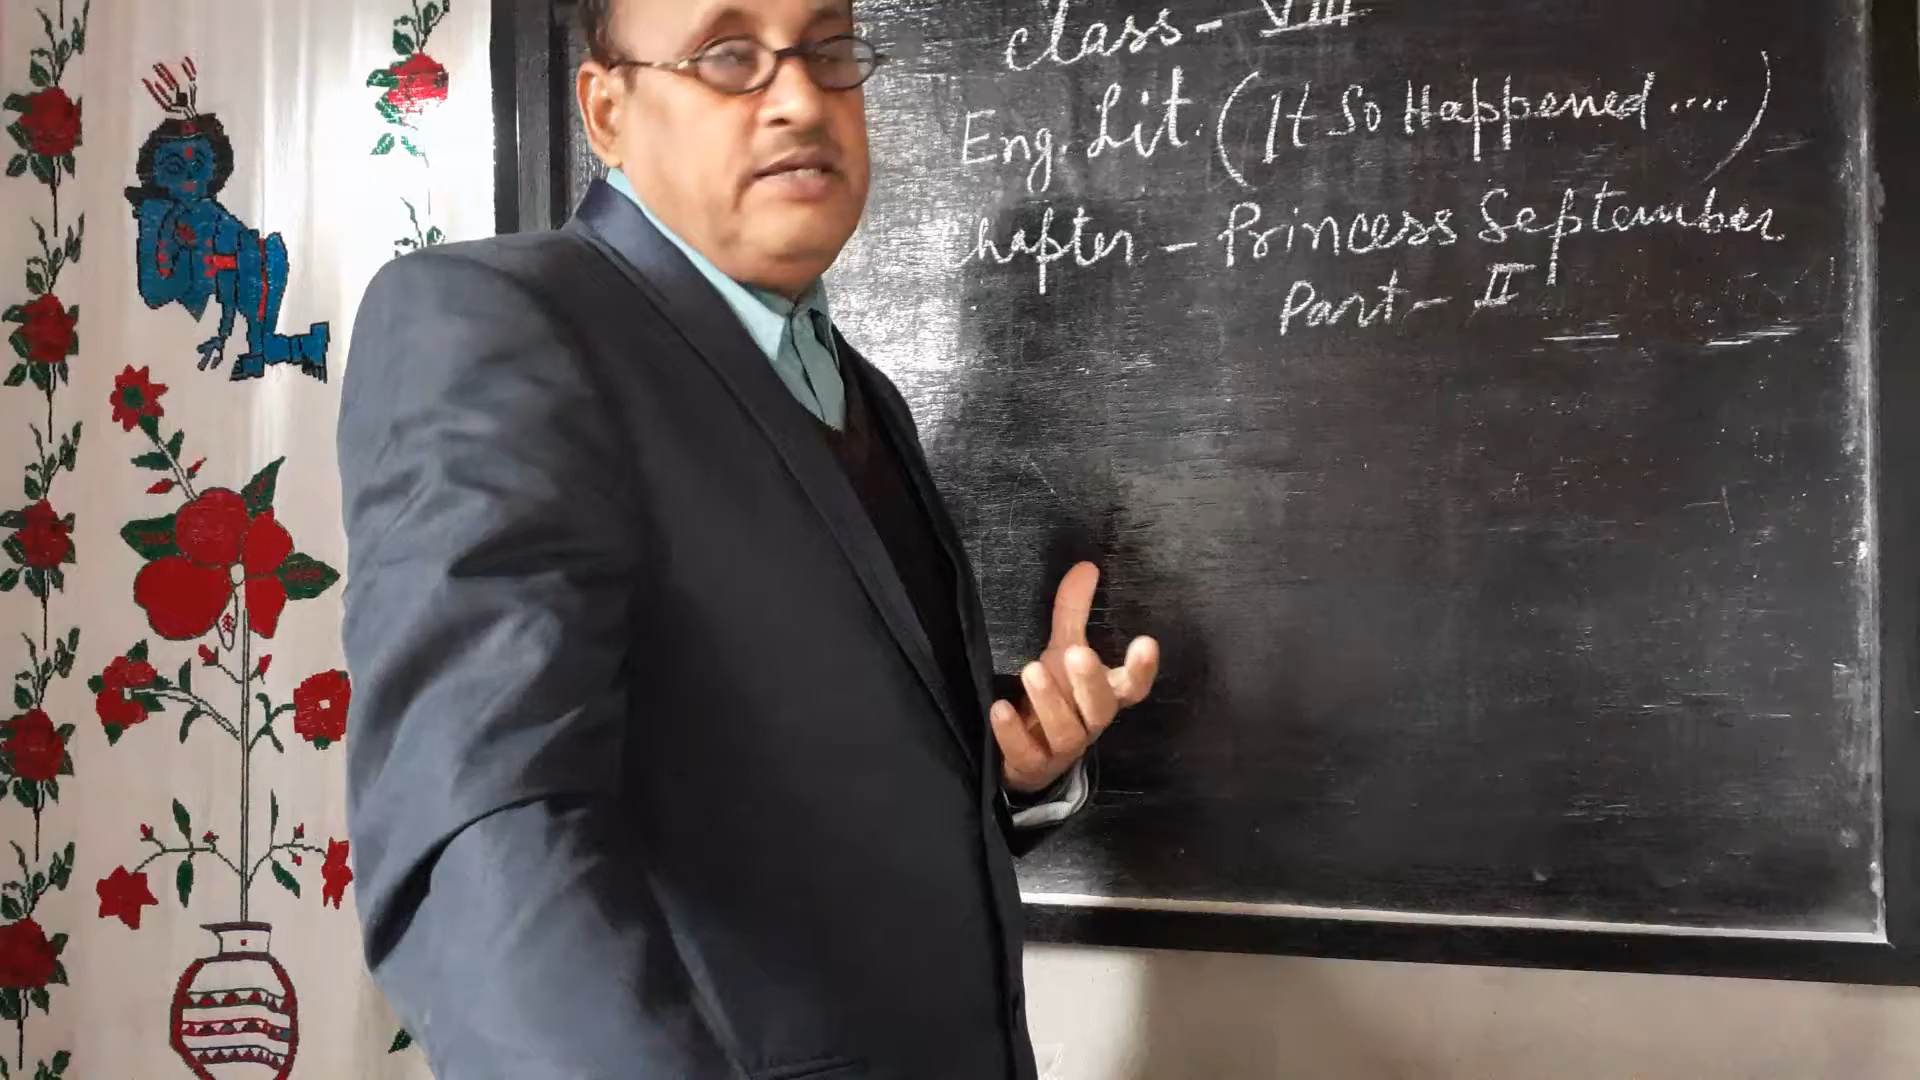 Class - VIII
Eng. Lit. (It So Happened ....)
Chapter - Princess September
Part - II